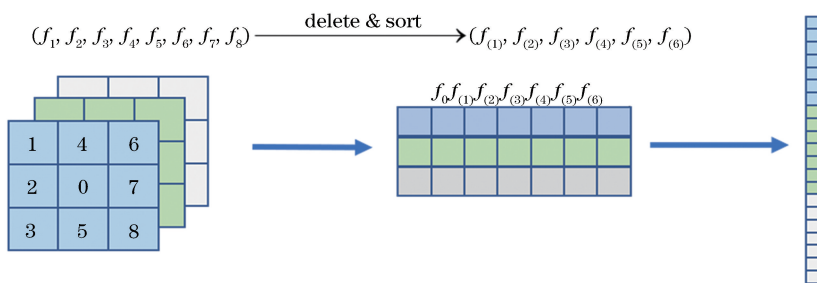 (f₁, f₂, f₃, f₄, f₅, f₆, f₇, f₈) delete & sort (f₍₁₎, f₍₂₎, f₍₃₎, f₍₄₎, f₍₅₎, f₍₆₎)
f₀f₍₁₎f₍₂₎f₍₃₎f₍₄₎f₍₅₎f₍₆₎
1 4 6
2 0 7
3 5 8